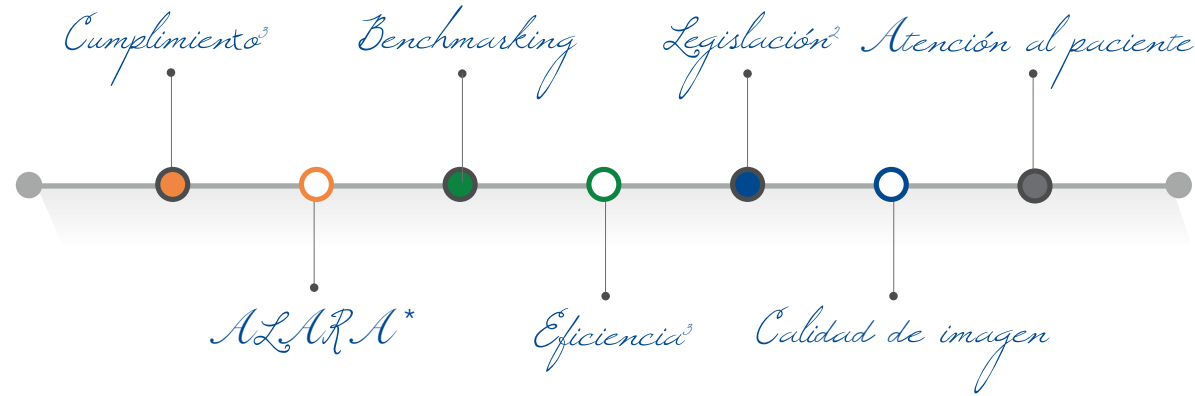 Cumplimiento³ Benchmarking Legislación² Atención al paciente
ALARA* Eficiencia³ Calidad de imagen